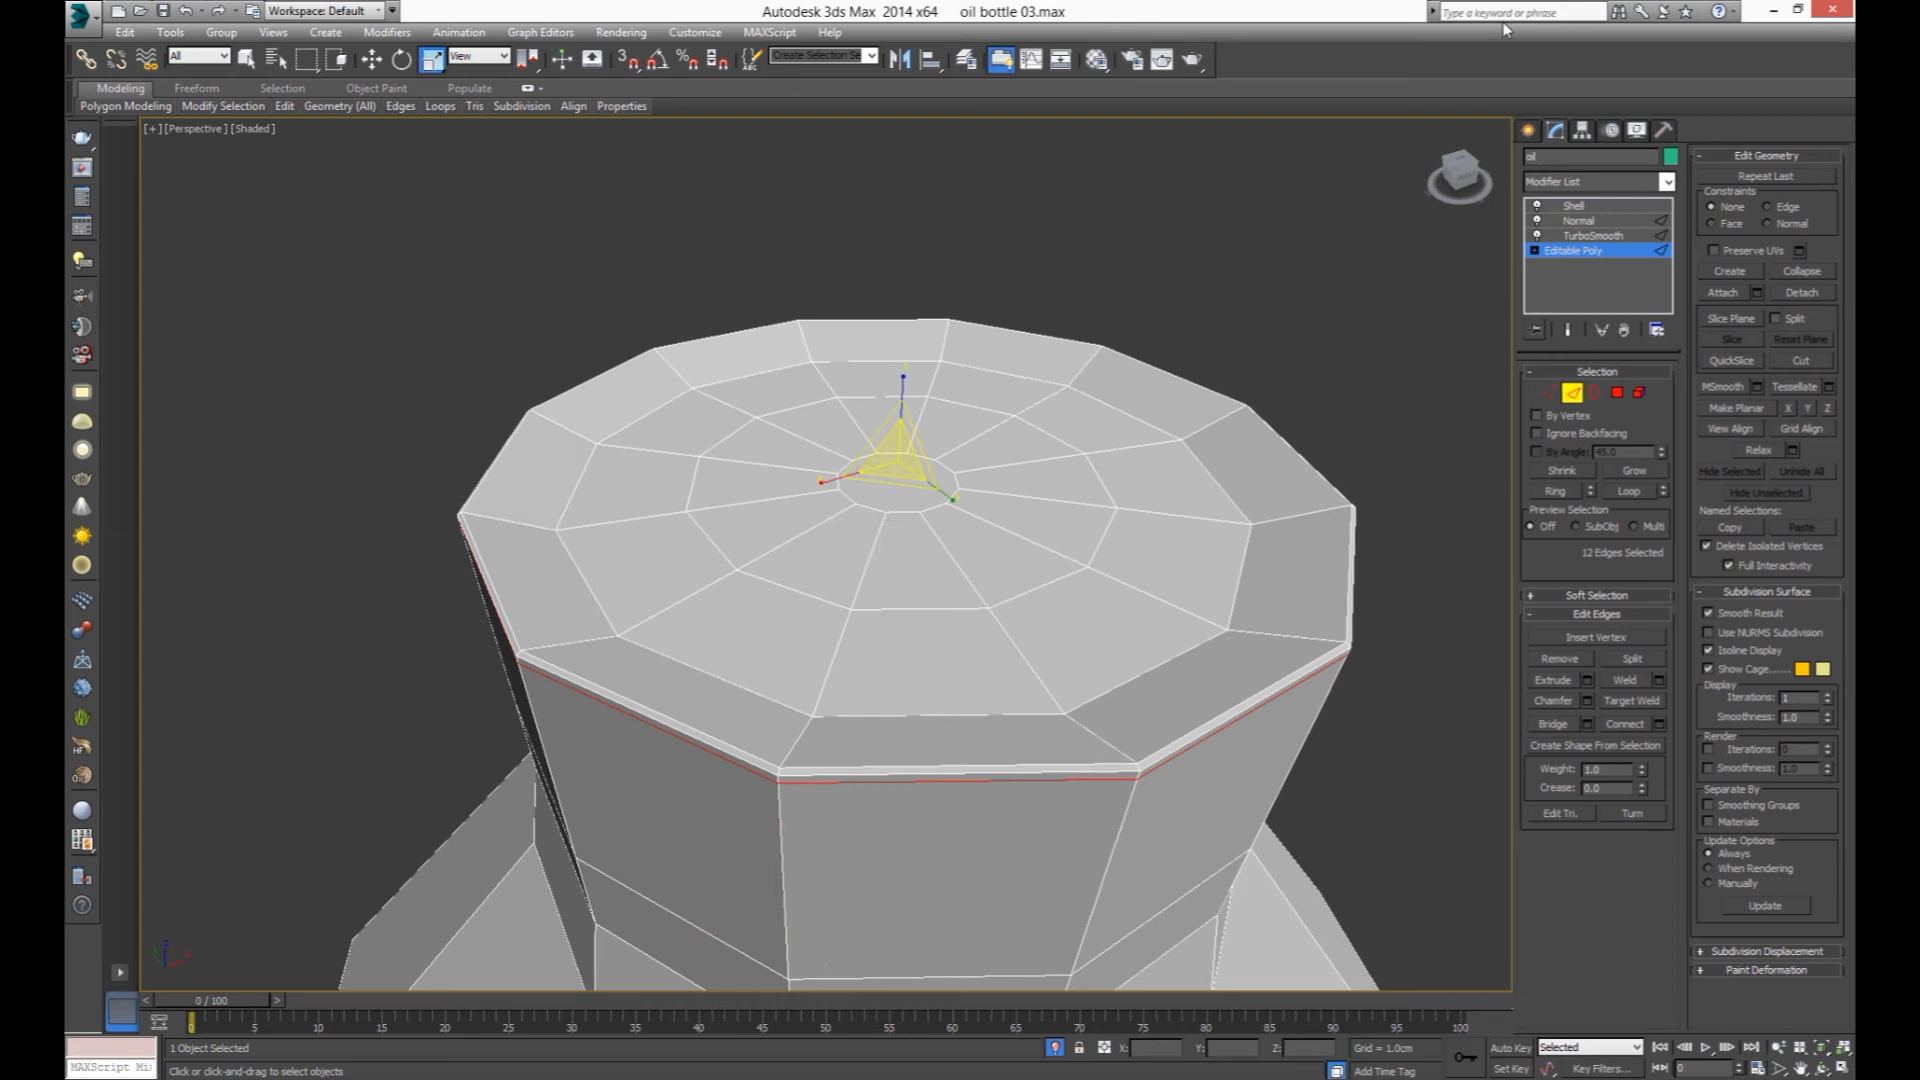 Workspace: Default
Autodesk 3ds Max 2014 x64 oil bottle 03.max
Type a keyword or phrase
Edit Tools Group Views Create Modifiers Animation Graph Editors Rendering Customize MAXScript Help
All View Create Selection Se
Modeling Freeform Selection Object Paint Populate
Polygon Modeling Modify Selection Edit Geometry (All) Edges Loops Tris Subdivision Align Properties
[+] [Perspective] [Shaded]
oil
Modifier List
Shell
Normal
TurboSmooth
Editable Poly
Selection
By Vertex
Ignore Backfacing
By Angle: 45.0
Shrink Grow
Ring Loop
Preview Selection
Off SubObj Multi
12 Edges Selected
+ Soft Selection
- Edit Edges
Insert Vertex
Remove Split
Extrude Weld
Chamfer Target Weld
Bridge Connect
Create Shape From Selection
Weight: 1.0
Crease: 0.0
Edit Tri. Turn
- Edit Geometry
Repeat Last
Constraints
None Edge
Face Normal
Preserve UVs
Create Collapse
Attach Detach
Slice Plane Split
Slice Reset Plane
QuickSlice Cut
MSmooth Tessellate
Make Planar X Y Z
View Align Grid Align
Relax
Hide Selected Unhide All
Hide Unselected
Named Selections:
Copy Paste
Delete Isolated Vertices
Full Interactivity
- Subdivision Surface
Smooth Result
Use NURMS Subdivision
Isoline Display
Show Cage......
Display
Iterations: 1
Smoothness: 1.0
Render
Iterations: 0
Smoothness: 1.0
Separate By
Smoothing Groups
Materials
Update Options
Always
When Rendering
Manually
Update
+ Subdivision Displacement
+ Paint Deformation
< 0 / 100 >
0 5 10 15 20 25 30 35 40 45 50 55 60 65 70 75 80 85 90 95 100
1 Object Selected X: Y: Z: Grid = 1.0cm Auto Key Selected
MAXScript Mi Click or click-and-drag to select objects Add Time Tag Set Key Key Filters... 0